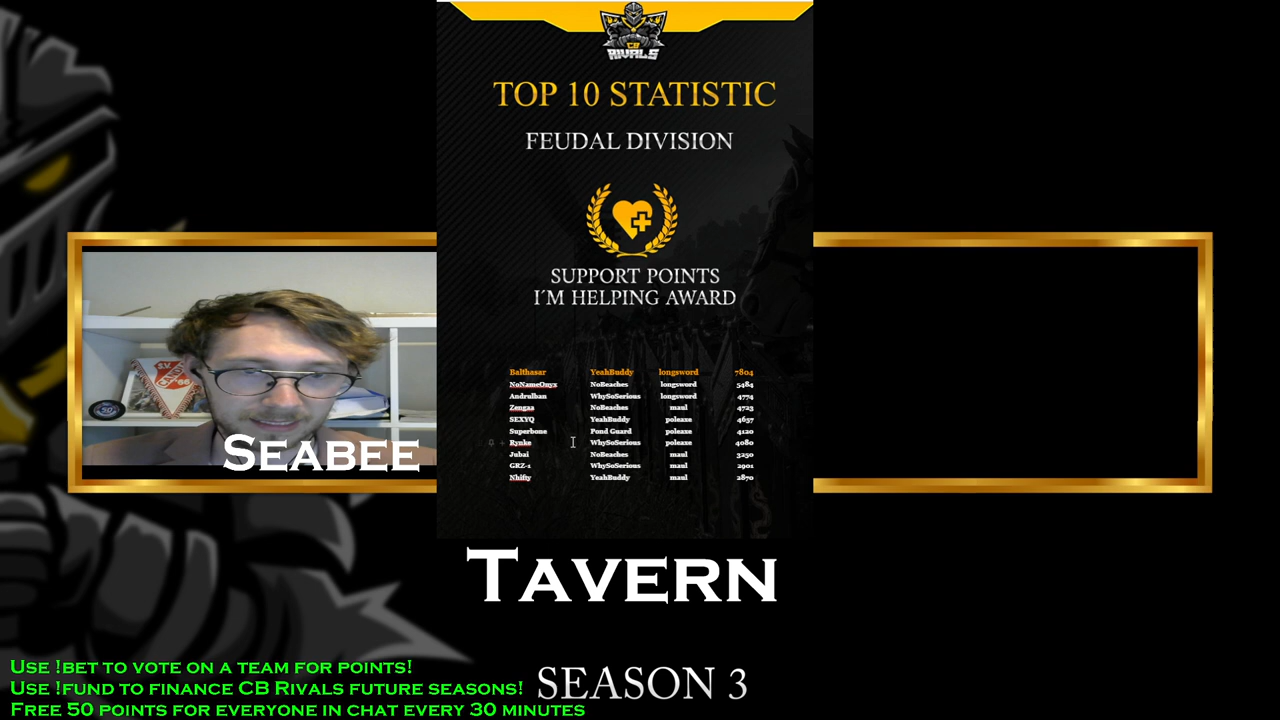 CB
RIVALS
TOP 10 STATISTIC
FEUDAL DIVISION
SUPPORT POINTS
I´M HELPING AWARD
Balthasar YeahBuddy longsword 7804
NoNameOnyx NoBeaches longsword 5484
Andrulban WhySoSerious longsword 4774
Zengaa NoBeaches maul 4723
SEXYQ YeahBuddy poleaxe 4657
Superbone Pond Guard poleaxe 4120
Rynke WhySoSerious poleaxe 4080
Jubai NoBeaches maul 3250
GRZ-1 WhySoSerious maul 2901
Nhifty YeahBuddy maul 2870
SEABEE
TAVERN
SEASON 3
USE !BET TO VOTE ON A TEAM FOR POINTS!
USE !FUND TO FINANCE CB RIVALS FUTURE SEASONS!
FREE 50 POINTS FOR EVERYONE IN CHAT EVERY 30 MINUTES